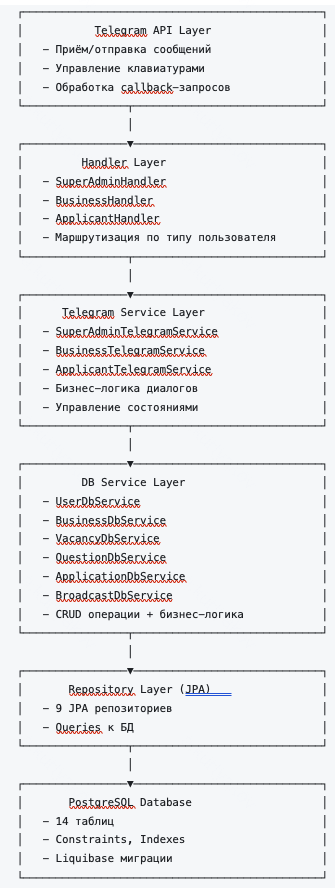 Telegram API Layer
– Приём/отправка сообщений
– Управление клавиатурами
– Обработка callback–запросов
Handler Layer
– SuperAdminHandler
– BusinessHandler
– ApplicantHandler
– Маршрутизация по типу пользователя
Telegram Service Layer
– SuperAdminTelegramService
– BusinessTelegramService
– ApplicantTelegramService
– Бизнес–логика диалогов
– Управление состояниями
DB Service Layer
– UserDbService
– BusinessDbService
– VacancyDbService
– QuestionDbService
– ApplicationDbService
– BroadcastDbService
– CRUD операции + бизнес–логика
Repository Layer (JPA)
– 9 JPA репозиториев
– Queries к БД
PostgreSQL Database
– 14 таблиц
– Constraints, Indexes
– Liquibase миграции